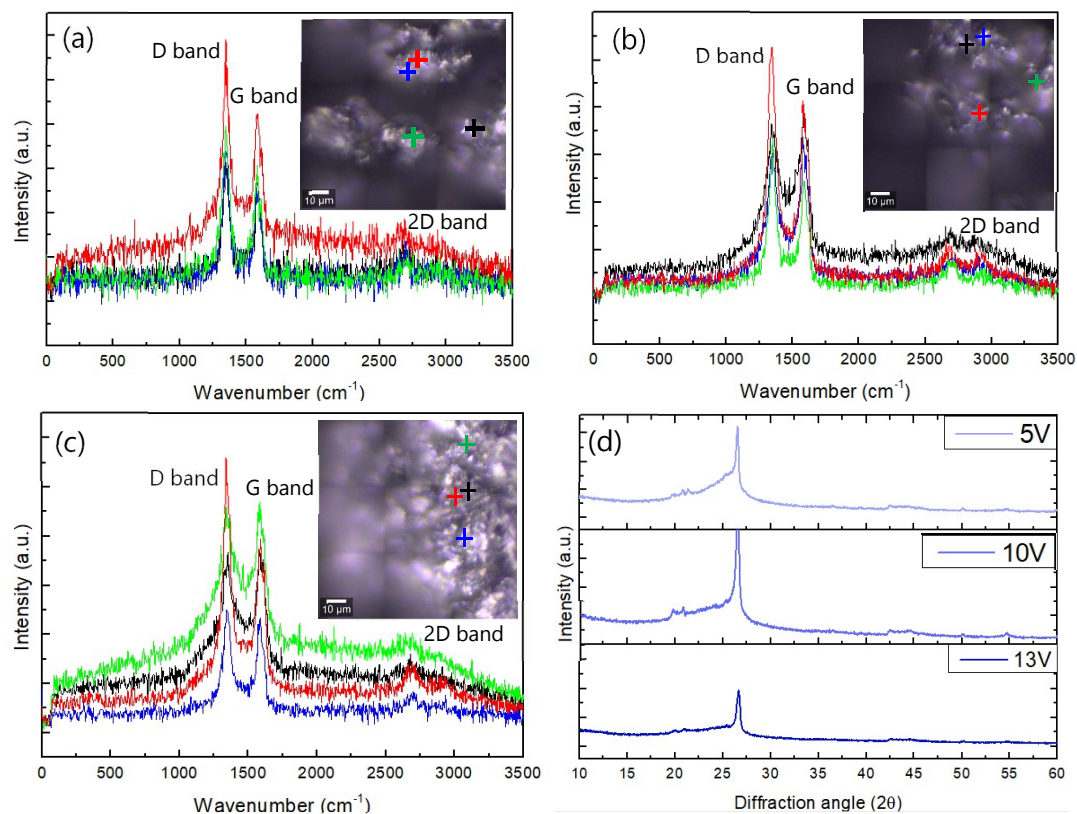 (a)
D band
G band
2D band
10 µm
Intensity (a.u.)
0 500 1000 1500 2000 2500 3000 3500
Wavenumber (cm-1)
(b)
D band
G band
2D band
10 µm
Intensity (a.u.)
0 500 1000 1500 2000 2500 3000 3500
Wavenumber (cm-1)
(c)
D band
G band
2D band
10 µm
Intensity (a.u.)
0 500 1000 1500 2000 2500 3000 3500
Wavenumber (cm-1)
(d)
5V
10V
13V
Intensity (a.u.)
10 15 20 25 30 35 40 45 50 55 60
Diffraction angle (2θ)